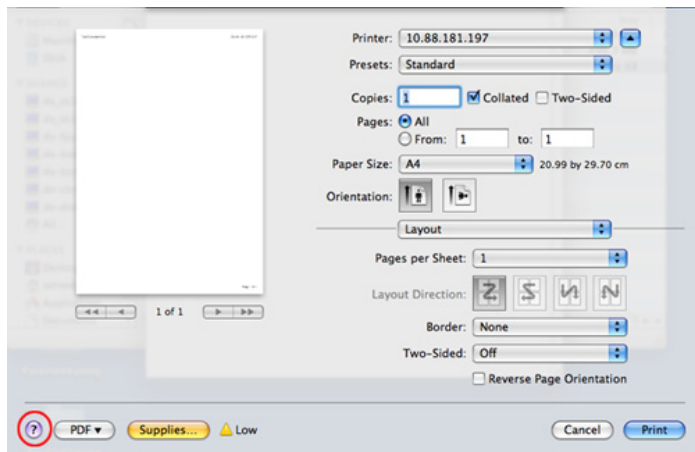 Printer: 10.88.181.197
Presets: Standard
Copies: 1 Collated Two-Sided
Pages: All
From: 1 to: 1
Paper Size: A4 20.99 by 29.70 cm
Orientation:
Layout
Pages per Sheet: 1
Layout Direction:
Border: None
Two-Sided: Off
Reverse Page Orientation
1 of 1
? PDF Supplies... Low Cancel Print